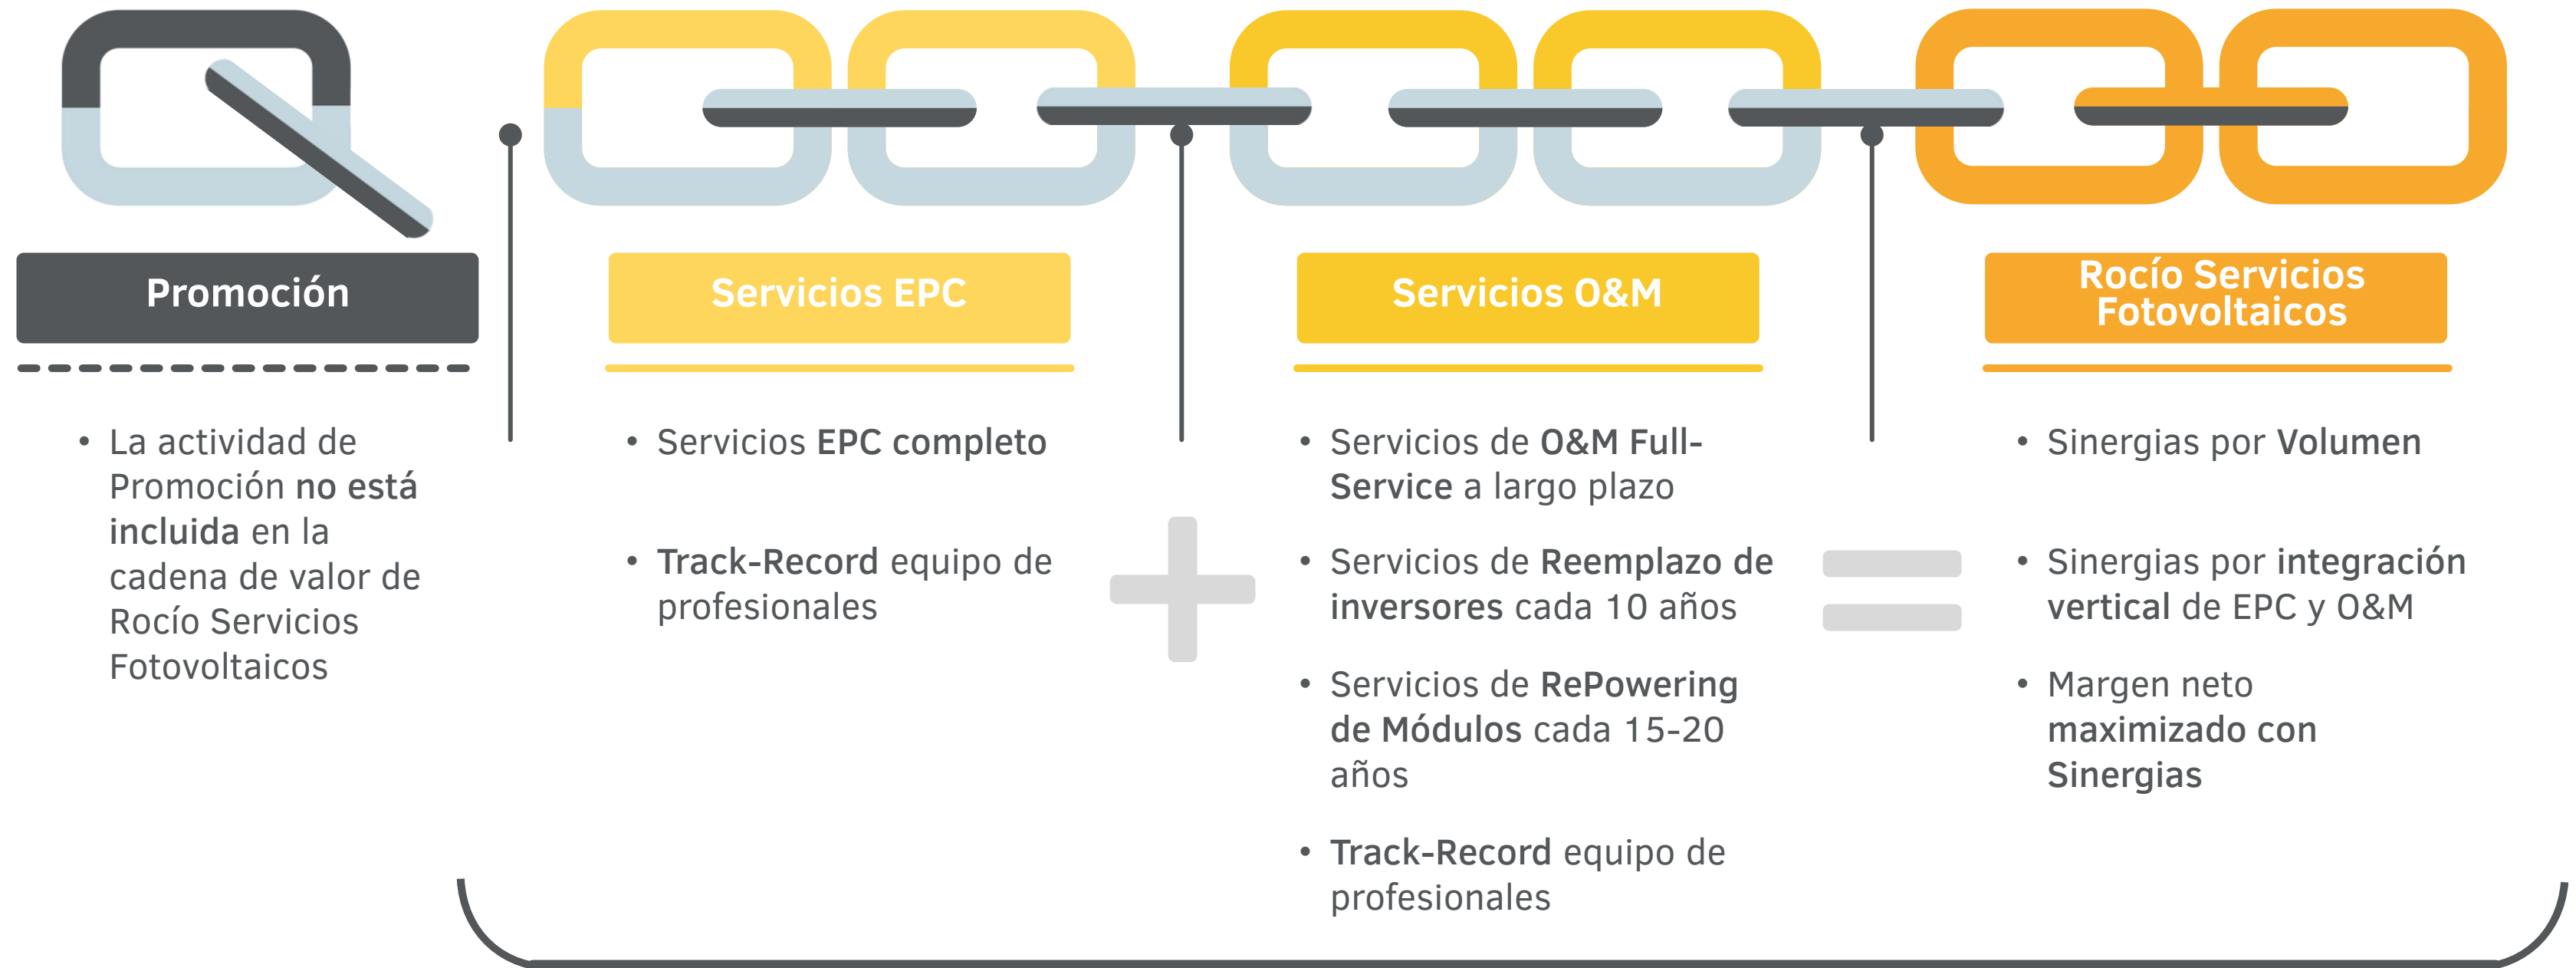 Promoción
• La actividad de
Promoción no está
incluida en la
cadena de valor de
Rocío Servicios
Fotovoltaicos
Servicios EPC
• Servicios EPC completo
• Track-Record equipo de
profesionales
Servicios O&M
• Servicios de O&M Full-
Service a largo plazo
• Servicios de Reemplazo de
inversores cada 10 años
• Servicios de RePowering
de Módulos cada 15-20
años
• Track-Record equipo de
profesionales
Rocío Servicios
Fotovoltaicos
• Sinergias por Volumen
• Sinergias por integración
vertical de EPC y O&M
• Margen neto
maximizado con
Sinergias